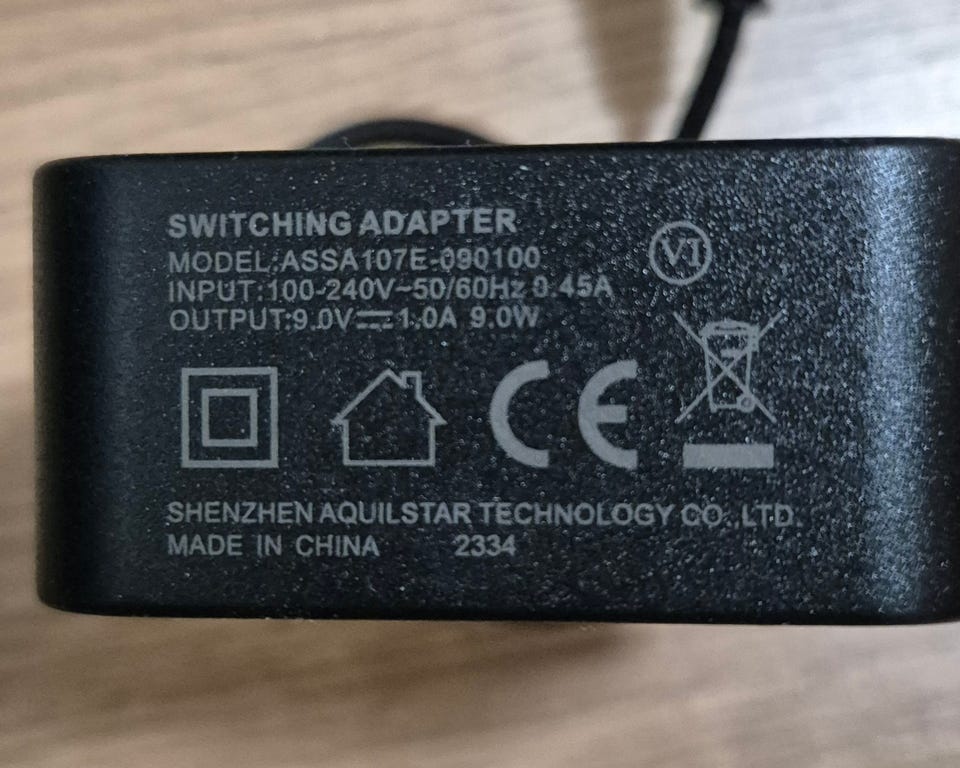 SWITCHING ADAPTER
MODEL:ASSA107E-090100
INPUT:100-240V~50/60Hz 0.45A
OUTPUT:9.0V⎓1.0A 9.0W
VI
CE
SHENZHEN AQUILSTAR TECHNOLOGY CO.,LTD.
MADE IN CHINA 2334